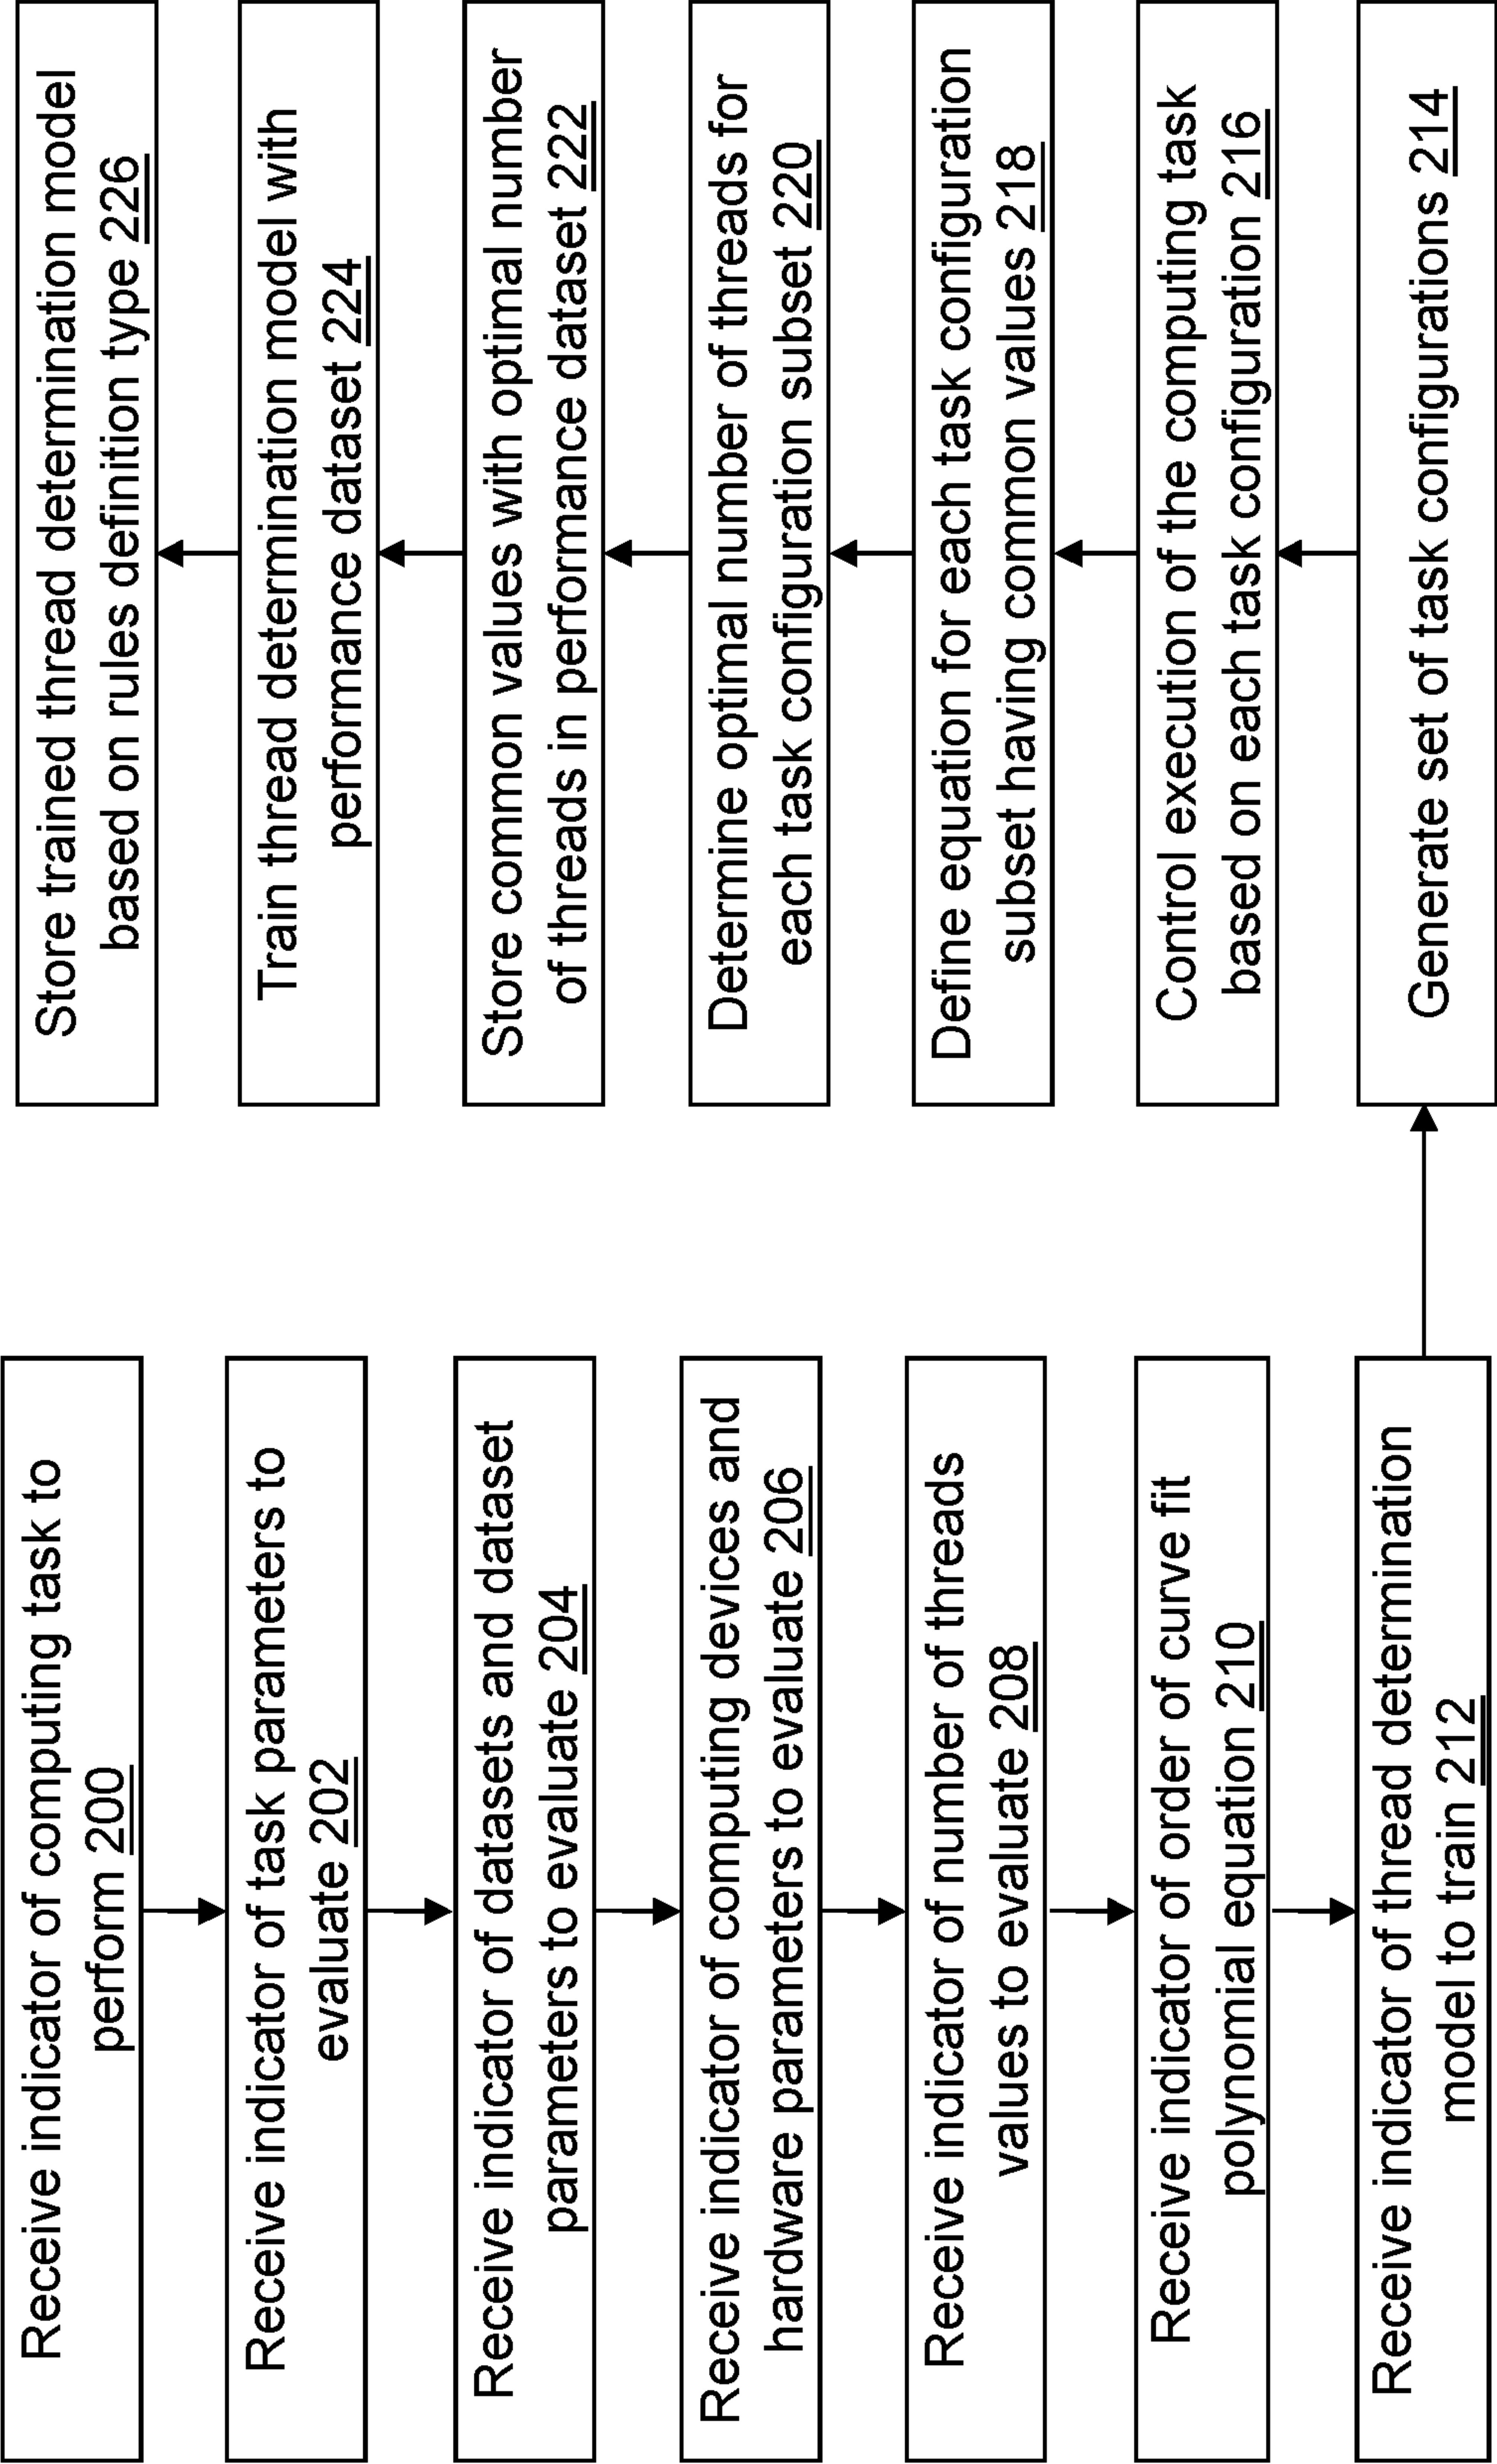 Receive indicator of computing task to
perform 200
Receive indicator of task parameters to
evaluate 202
Receive indicator of datasets and dataset
parameters to evaluate 204
Receive indicator of computing devices and
hardware parameters to evaluate 206
Receive indicator of number of threads
values to evaluate 208
Receive indicator of order of curve fit
polynomial equation 210
Receive indicator of thread determination
model to train 212
Generate set of task configurations 214
Control execution of the computing task
based on each task configuration 216
Define equation for each task configuration
subset having common values 218
Determine optimal number of threads for
each task configuration subset 220
Store common values with optimal number
of threads in performance dataset 222
Train thread determination model with
performance dataset 224
Store trained thread determination model
based on rules definition type 226